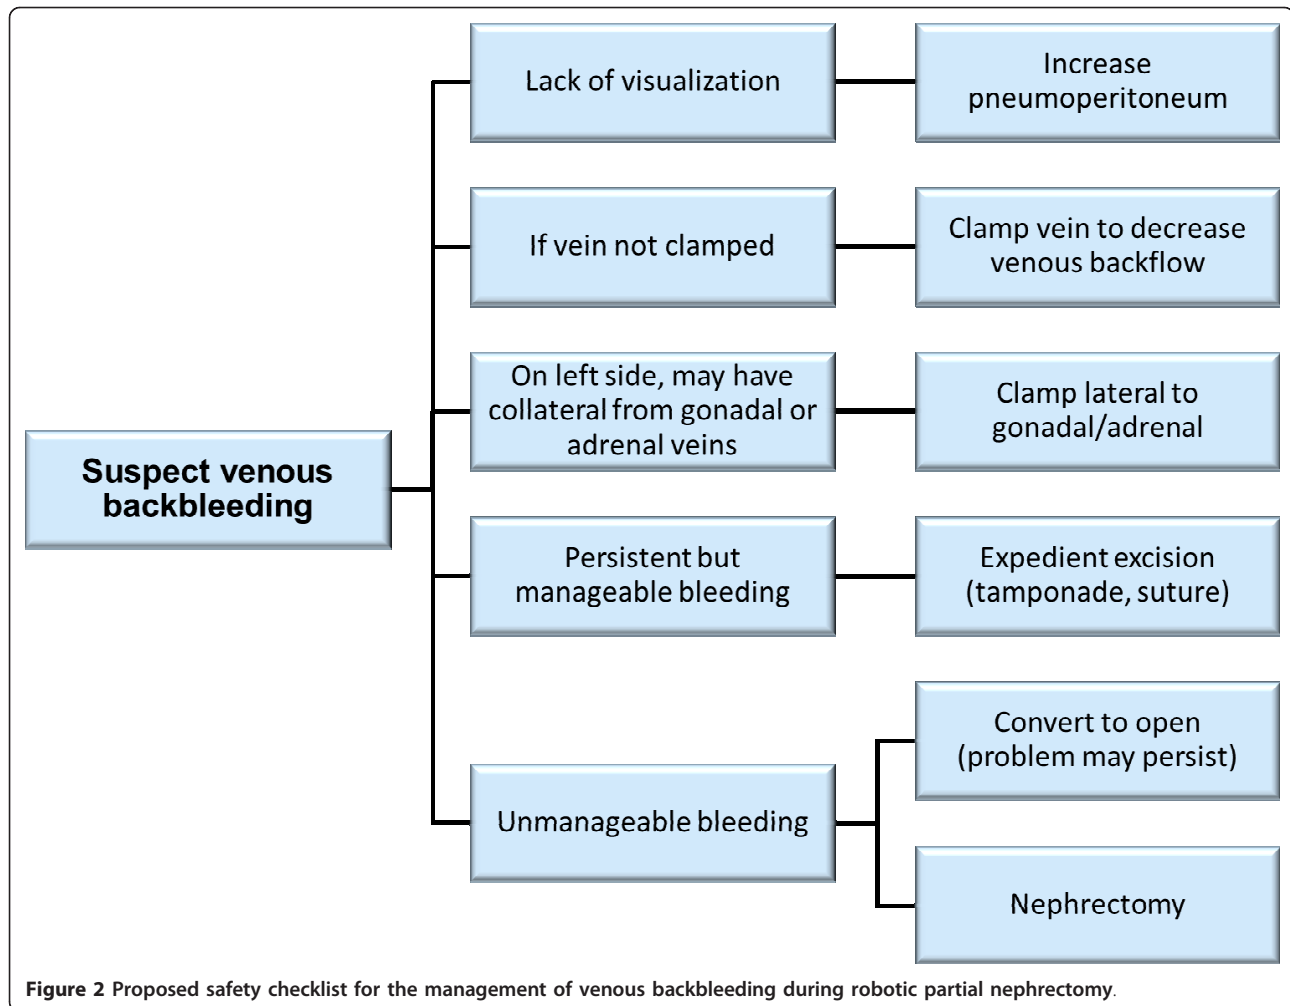 Suspect venous
backbleeding
Lack of visualization
Increase
pneumoperitoneum
If vein not clamped
Clamp vein to decrease
venous backflow
On left side, may have
collateral from gonadal or
adrenal veins
Clamp lateral to
gonadal/adrenal
Persistent but
manageable bleeding
Expedient excision
(tamponade, suture)
Unmanageable bleeding
Convert to open
(problem may persist)
Nephrectomy
Figure 2 Proposed safety checklist for the management of venous backbleeding during robotic partial nephrectomy.